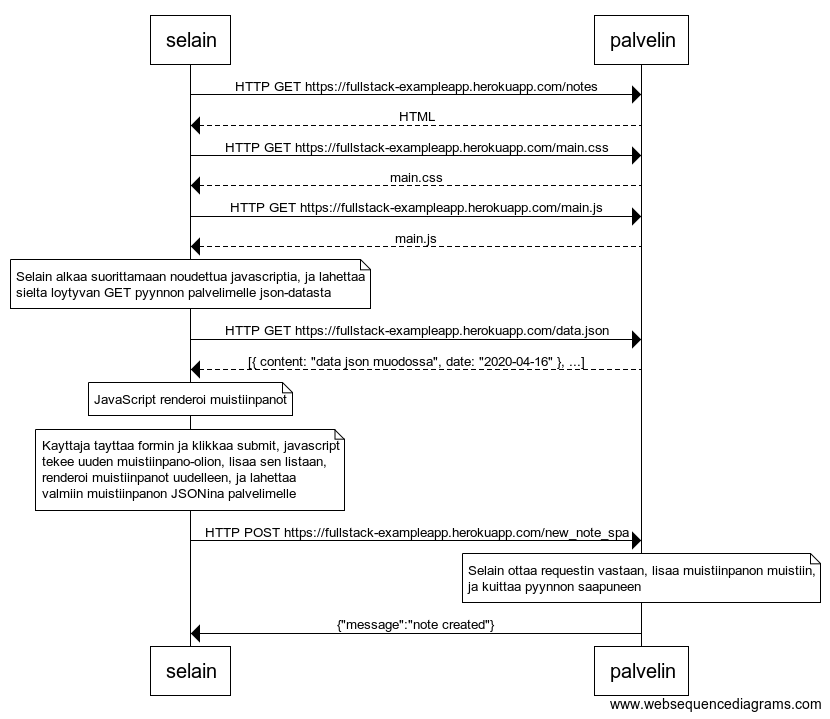 selain
palvelin
HTTP GET https://fullstack-exampleapp.herokuapp.com/notes
HTML
HTTP GET https://fullstack-exampleapp.herokuapp.com/main.css
main.css
HTTP GET https://fullstack-exampleapp.herokuapp.com/main.js
main.js
Selain alkaa suorittamaan noudettua javascriptia, ja lahettaa
sielta loytyvan GET pyynnon palvelimelle json-datasta
HTTP GET https://fullstack-exampleapp.herokuapp.com/data.json
[{ content: "data json muodossa", date: "2020-04-16" }, ...]
JavaScript renderoi muistiinpanot
Kayttaja tayttaa formin ja klikkaa submit, javascript
tekee uuden muistiinpano-olion, lisaa sen listaan,
renderoi muistiinpanot uudelleen, ja lahettaa
valmiin muistiinpanon JSONina palvelimelle
HTTP POST https://fullstack-exampleapp.herokuapp.com/new_note_spa
Selain ottaa requestin vastaan, lisaa muistiinpanon muistiin,
ja kuittaa pyynnon saapuneen
{"message":"note created"}
selain
palvelin
www.websequencediagrams.com